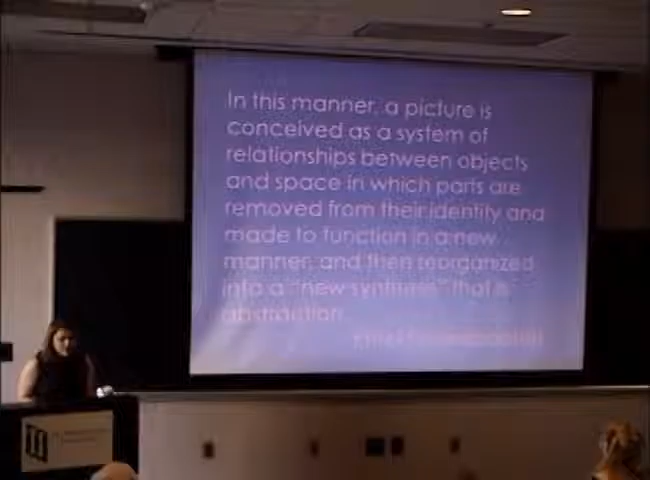 In this manner, a picture is
conceived as a system of
relationships between objects
and space in which parts are
removed from their identity and
made to function in a new
manner, and then reorganized
into a "new synthesis" that is
abstraction